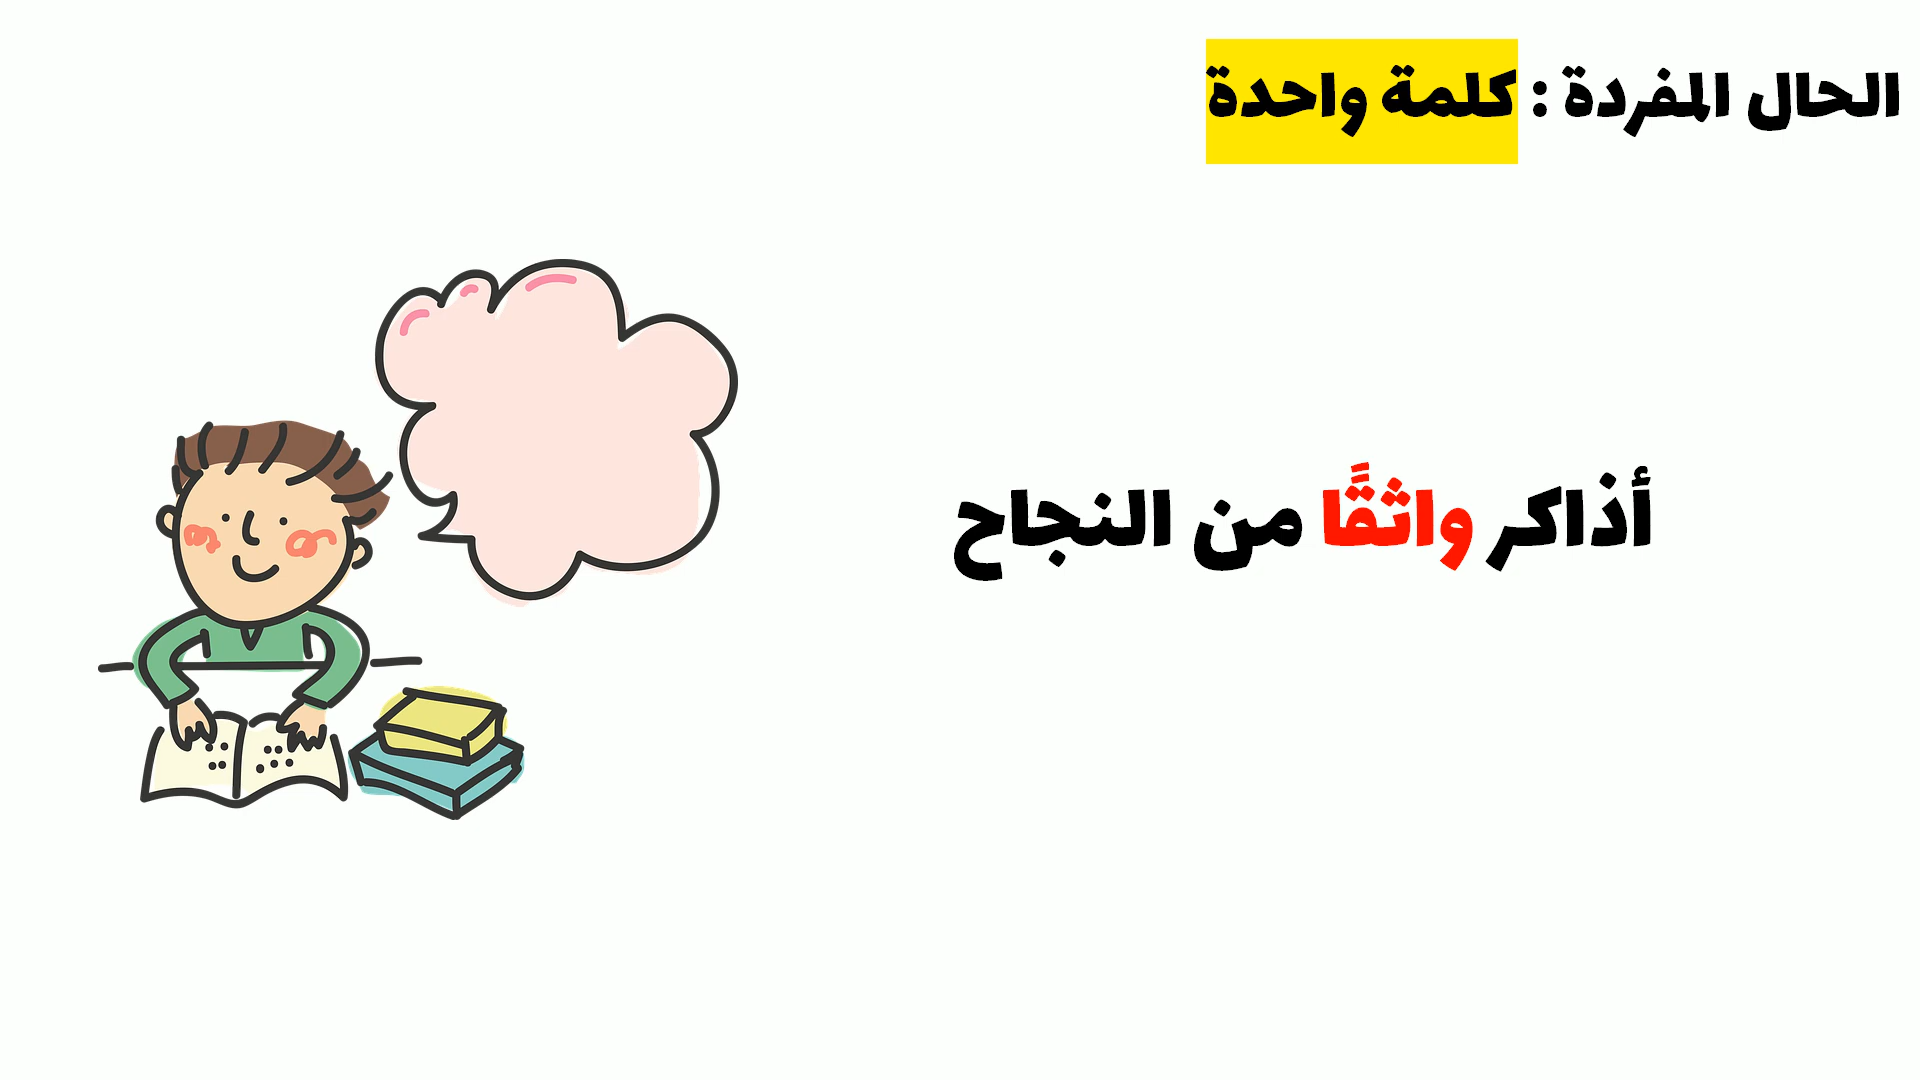 الحال المفردة : كلمة واحدة
أذاكر واثقًا من النجاح